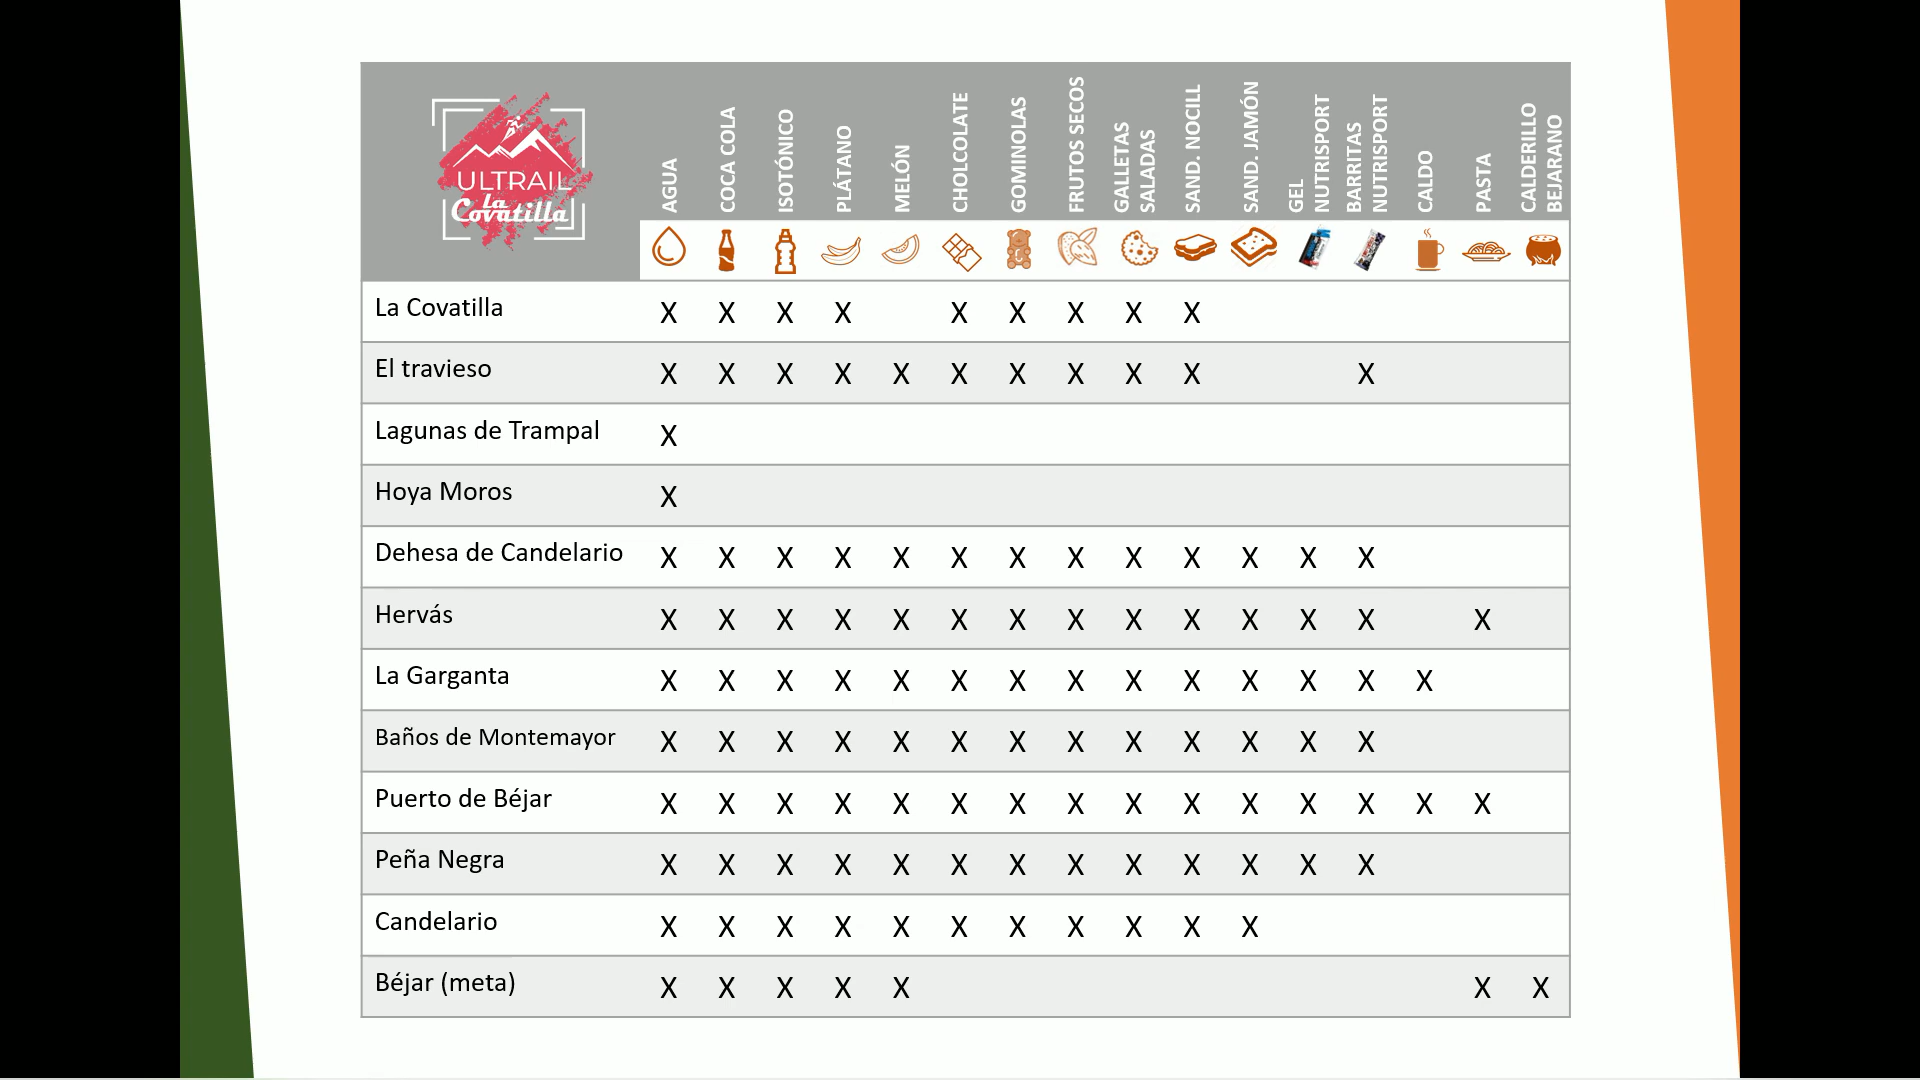 ULTRAIL
La
Covatilla
AGUA
COCA COLA
ISOTÓNICO
PLÁTANO
MELÓN
CHOLCOLATE
GOMINOLAS
FRUTOS SECOS
GALLETAS
SALADAS
SAND. NOCILL
SAND. JAMÓN
GEL
NUTRISPORT
BARRITAS
NUTRISPORT
CALDO
PASTA
CALDERILLO
BEJARANO
La Covatilla X X X X X X X X X
El travieso X X X X X X X X X X X
Lagunas de Trampal X
Hoya Moros X
Dehesa de Candelario X X X X X X X X X X X X X
Hervás X X X X X X X X X X X X X X
La Garganta X X X X X X X X X X X X X X
Baños de Montemayor X X X X X X X X X X X X X
Puerto de Béjar X X X X X X X X X X X X X X X
Peña Negra X X X X X X X X X X X X X
Candelario X X X X X X X X X X X
Béjar (meta) X X X X X X X